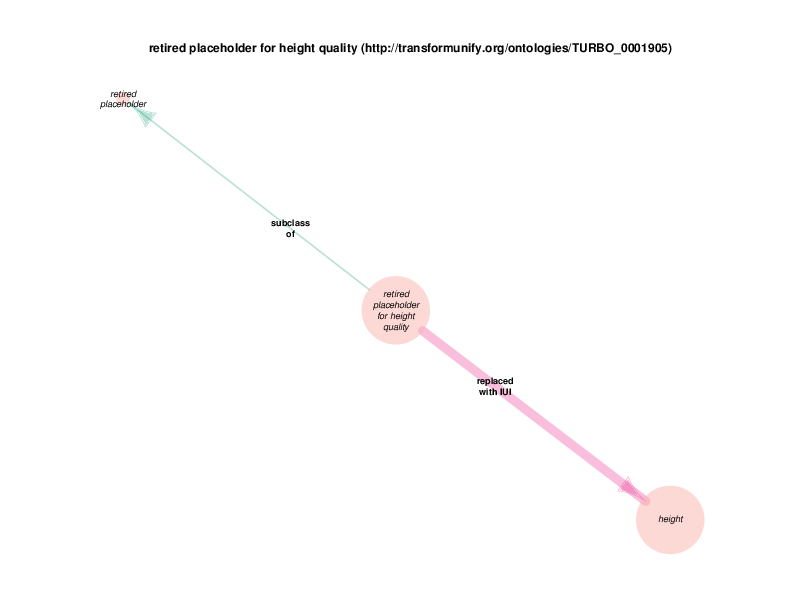 retired placeholder for height quality (http://transformunify.org/ontologies/TURBO_0001905)
retired
placeholder
subclass
of
retired
placeholder
for height
quality
replaced
with IUI
height